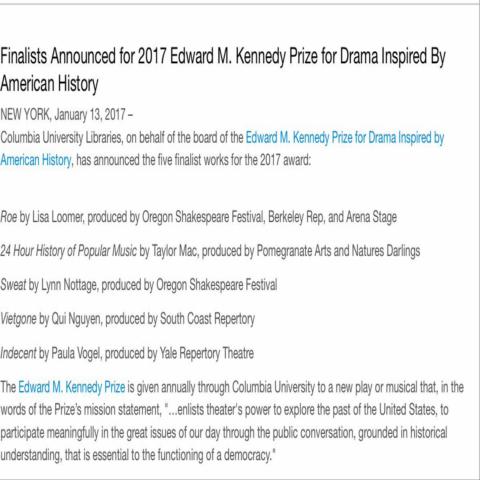 Finalists Announced for 2017 Edward M. Kennedy Prize for Drama Inspired By
American History
NEW YORK, January 13, 2017 –
Columbia University Libraries, on behalf of the board of the Edward M. Kennedy Prize for Drama Inspired by
American History, has announced the five finalist works for the 2017 award:
Roe by Lisa Loomer, produced by Oregon Shakespeare Festival, Berkeley Rep, and Arena Stage
24 Hour History of Popular Music by Taylor Mac, produced by Pomegranate Arts and Natures Darlings
Sweat by Lynn Nottage, produced by Oregon Shakespeare Festival
Vietgone by Qui Nguyen, produced by South Coast Repertory
Indecent by Paula Vogel, produced by Yale Repertory Theatre
The Edward M. Kennedy Prize is given annually through Columbia University to a new play or musical that, in the
words of the Prize's mission statement, "…enlists theater's power to explore the past of the United States, to
participate meaningfully in the great issues of our day through the public conversation, grounded in historical
understanding, that is essential to the functioning of a democracy."